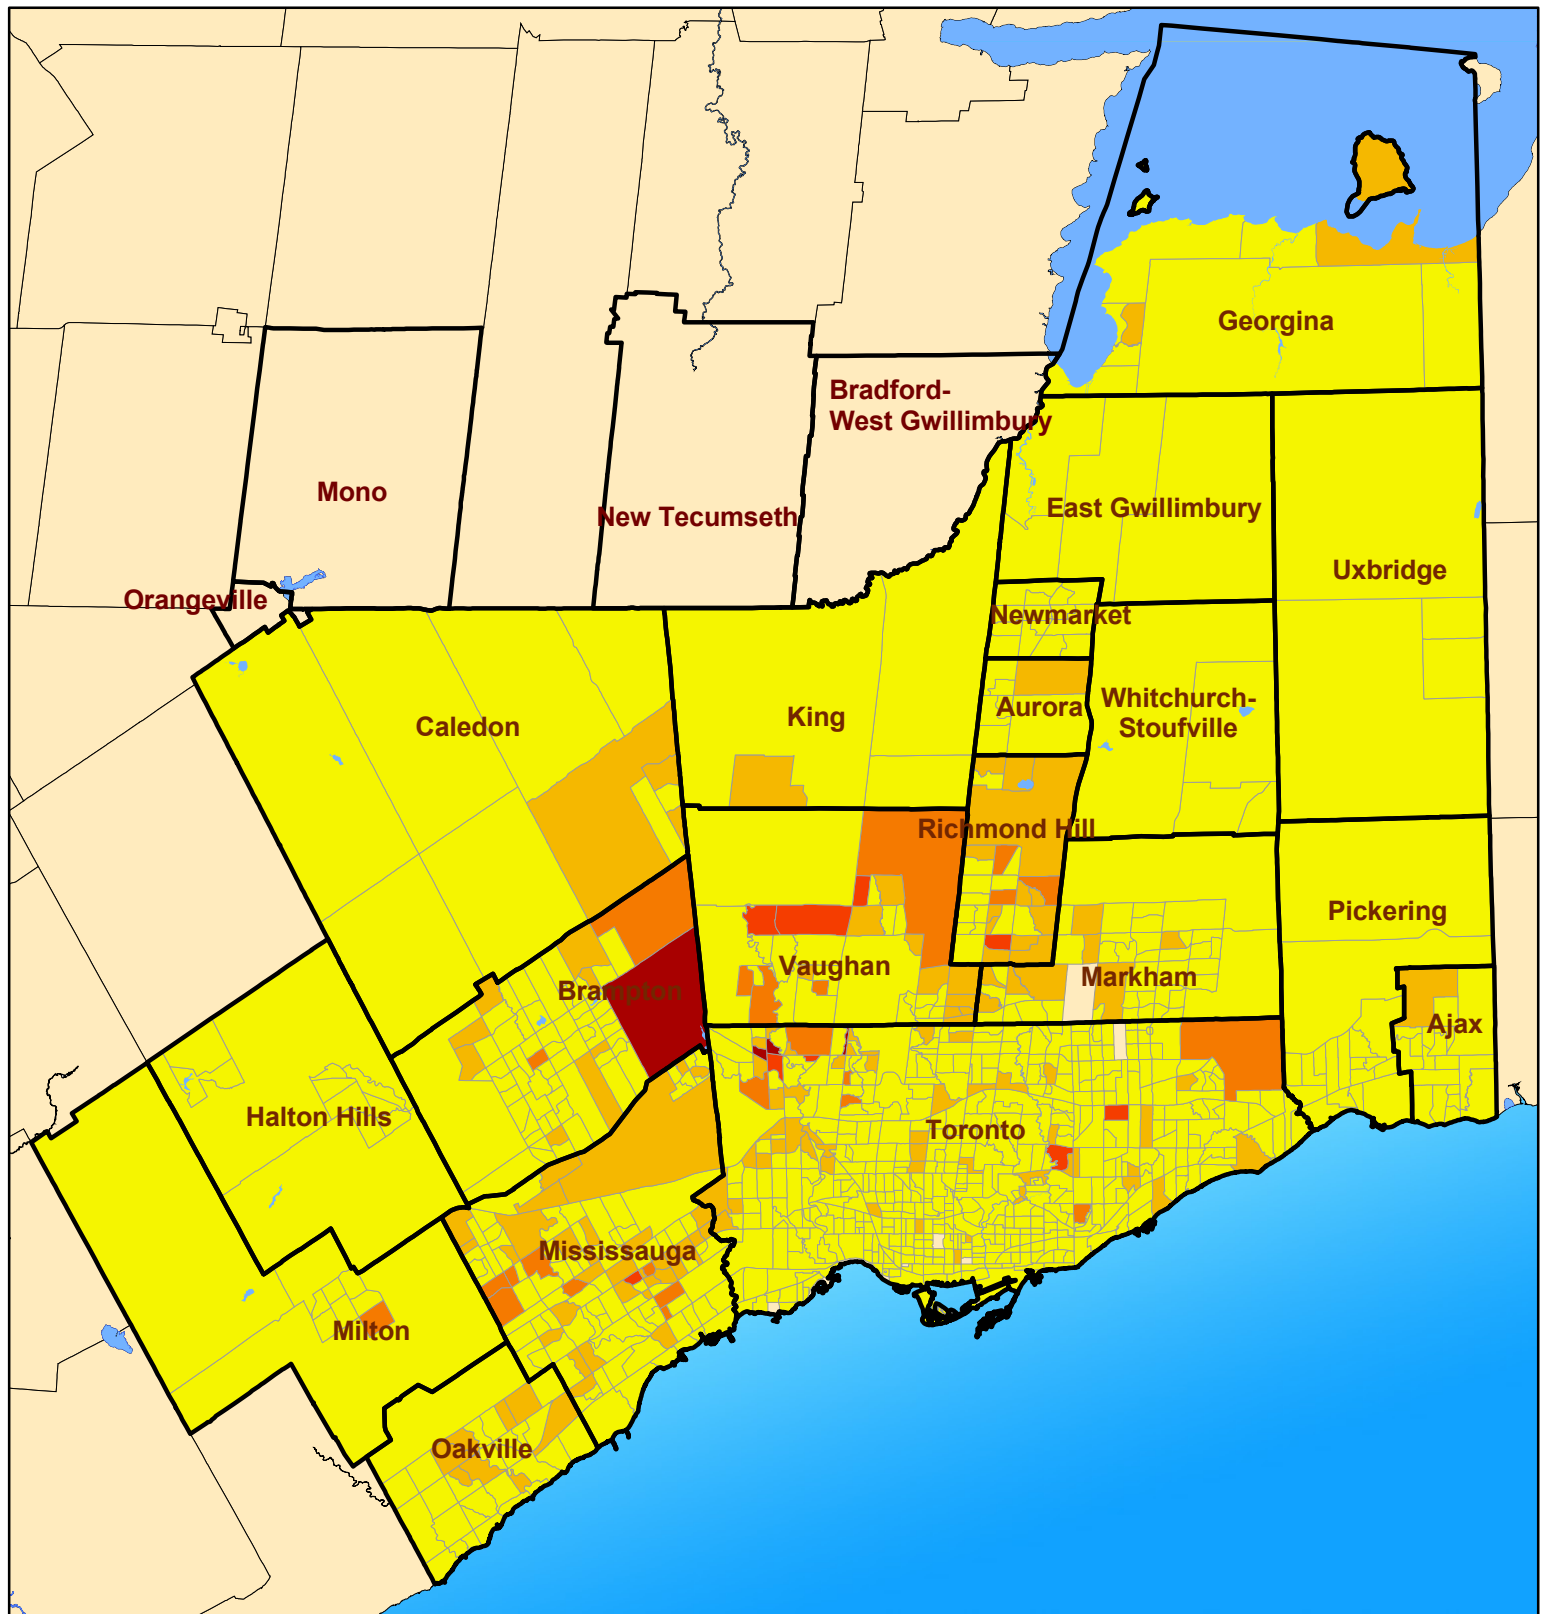 Georgina
Bradford-
West Gwillimbury
Mono
New Tecumseth
East Gwillimbury
Uxbridge
Orangeville
Newmarket
Caledon
King
Aurora
Whitchurch-
Stoufville
Richmond Hill
Pickering
Vaughan
Markham
Brampton
Ajax
Halton Hills
Toronto
Mississauga
Milton
Oakville